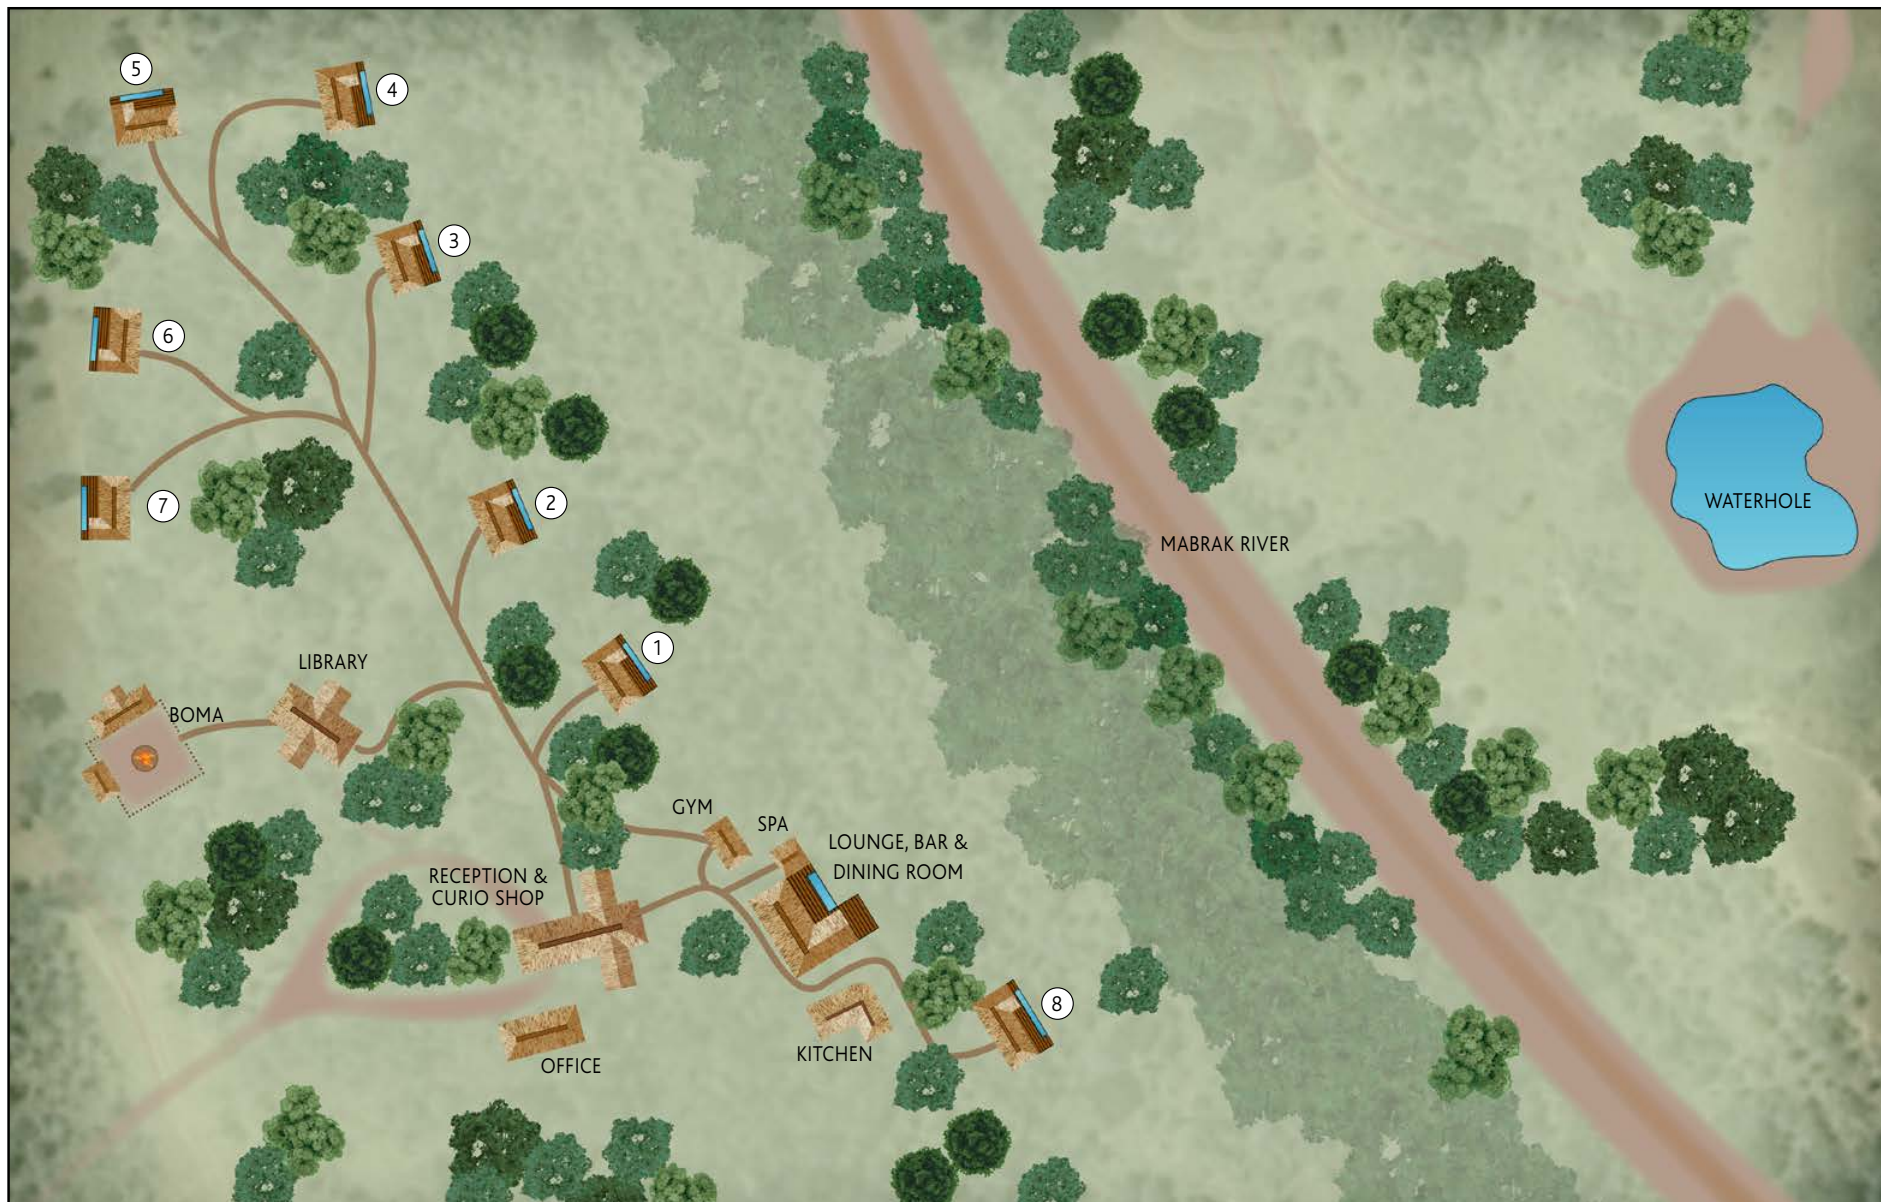 5
4
3
6
7
2
MABRAK RIVER
WATERHOLE
1
LIBRARY
BOMA
GYM
SPA
LOUNGE, BAR &
DINING ROOM
RECEPTION &
CURIO SHOP
8
KITCHEN
OFFICE